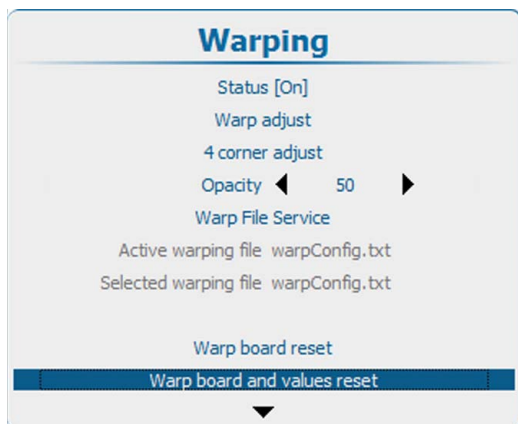 Warping
Status [On]
Warp adjust
4 corner adjust
Opacity 50
Warp File Service
Active warping file warpConfig.txt
Selected warping file warpConfig.txt
Warp board reset
Warp board and values reset